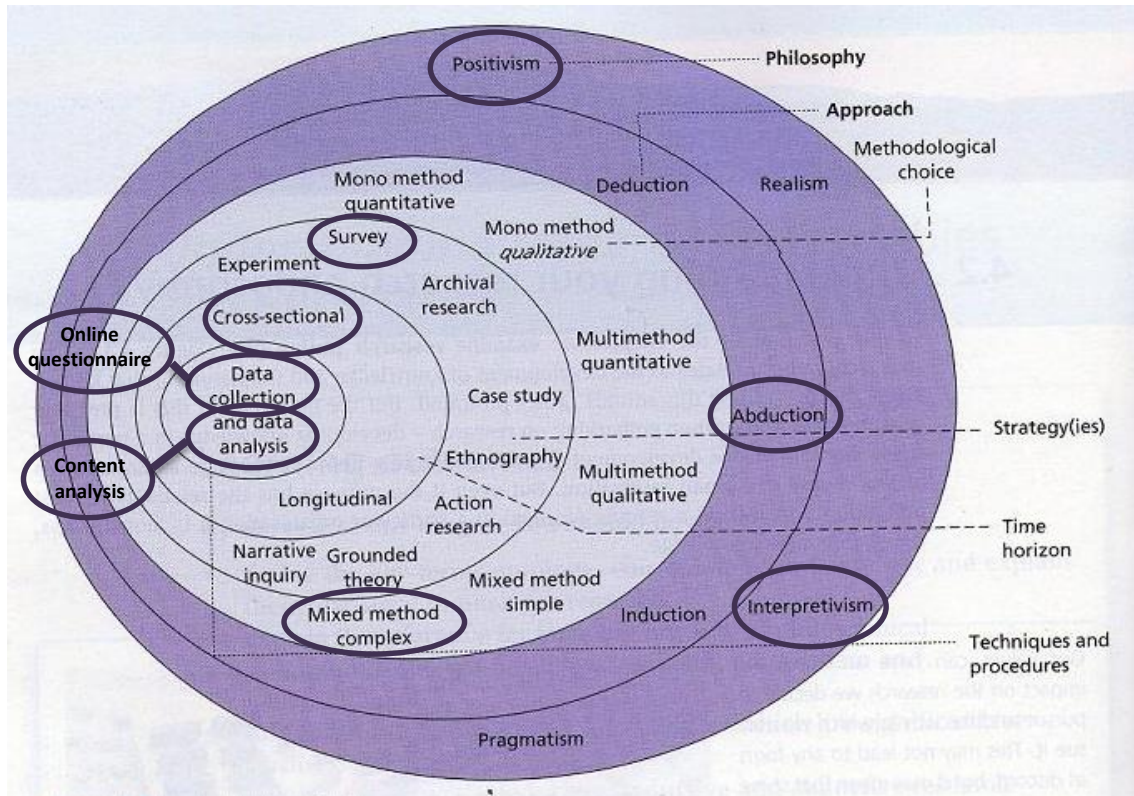 Positivism
Philosophy
Approach
Methodological
choice
Mono method
quantitative
Deduction
Realism
Survey
Mono method
qualitative
Experiment
Archival
research
Cross-sectional
Online
questionnaire
Multimethod
quantitative
Data
collection
Case study
and data
analysis
Abduction
Strategy(ies)
Content
analysis
Ethnography
Multimethod
qualitative
Longitudinal
Action
research
Time
horizon
Narrative
inquiry
Grounded
theory
Mixed method
simple
Mixed method
complex
Induction
Interpretivism
Techniques and
procedures
Pragmatism
4.2